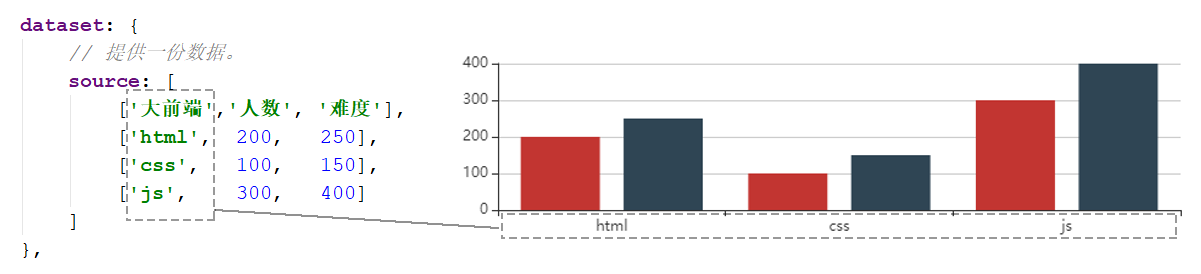 dataset: {
// 提供一份数据。
source: [
['大前端','人数', '难度'],
['html', 200, 250],
['css', 100, 150],
['js', 300, 400]
]
},
400
300
200
100
0
html css js